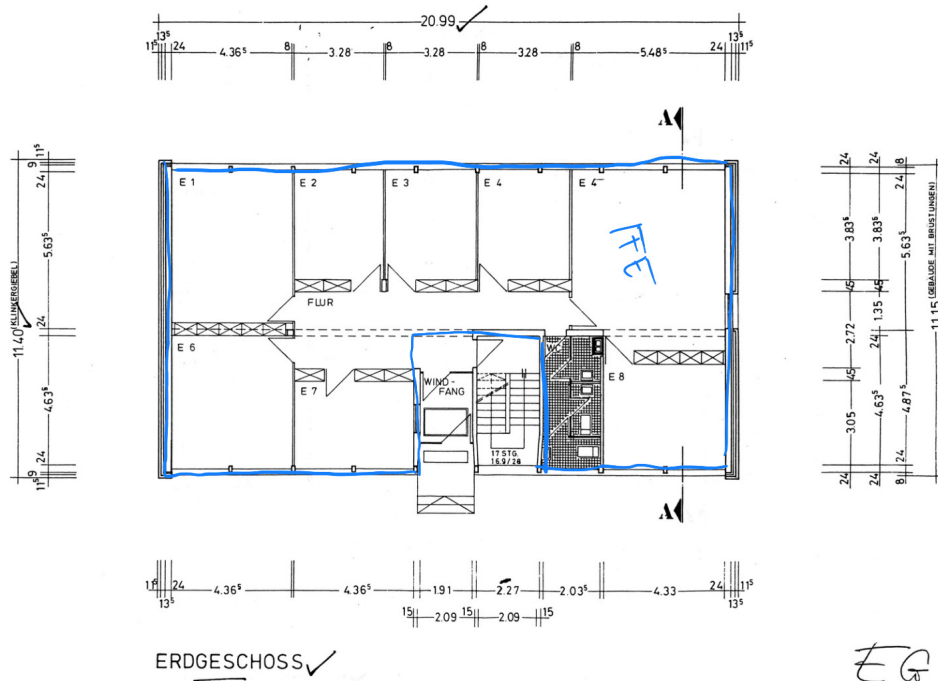 20.99
11⁵ 13⁵ 24 4.36⁵ 8 3.28 8 3.28 8 3.28 8 5.48⁵ 24 13⁵ 11⁵
A
E 1 E 2 E 3 E 4 E 4
FLUR
E 6 E 7 WIND-
FANG WC E 8
17 STG.
16.9/28
A
11⁵ 9 24 5.63⁵ 24 4.63⁵ 24 9 11⁵
11.40⁵ (KLINKERGIEBEL)
24 3.83⁵ 45 2.72 45 3.05 24
24 3.83⁵ 45 1.35 24 4.63⁵ 24
8 24 5.63⁵ 4.87⁵ 24 8
11.15 (GEBÄUDE MIT BRÜSTUNGEN)
11⁵ 13⁵ 24 4.36⁵ 4.36⁵ 1.91 2.27 2.03⁵ 4.33 24 13⁵ 11⁵
15 2.09 15 2.09 15
ERDGESCHOSS
EG